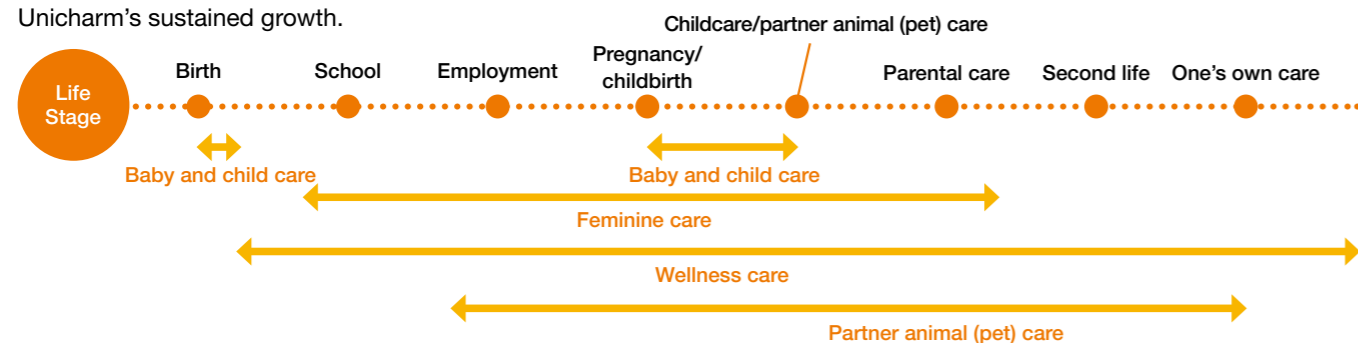 Unicharm’s sustained growth.
Childcare/partner animal (pet) care
Life
Stage
Birth
School
Employment
Pregnancy/
childbirth
Parental care
Second life
One’s own care
Baby and child care
Baby and child care
Feminine care
Wellness care
Partner animal (pet) care